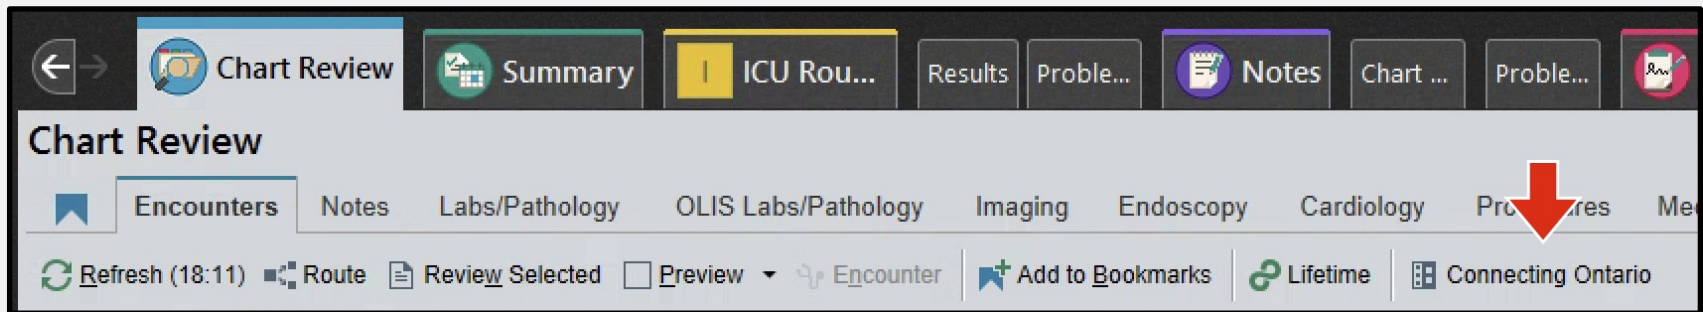 Chart Review Summary I ICU Rou... Results Proble... Notes Chart ... Proble...
Chart Review
Encounters Notes Labs/Pathology OLIS Labs/Pathology Imaging Endoscopy Cardiology Me
Refresh (18:11) Route Review Selected Preview Encounter Add to Bookmarks Lifetime Connecting Ontario